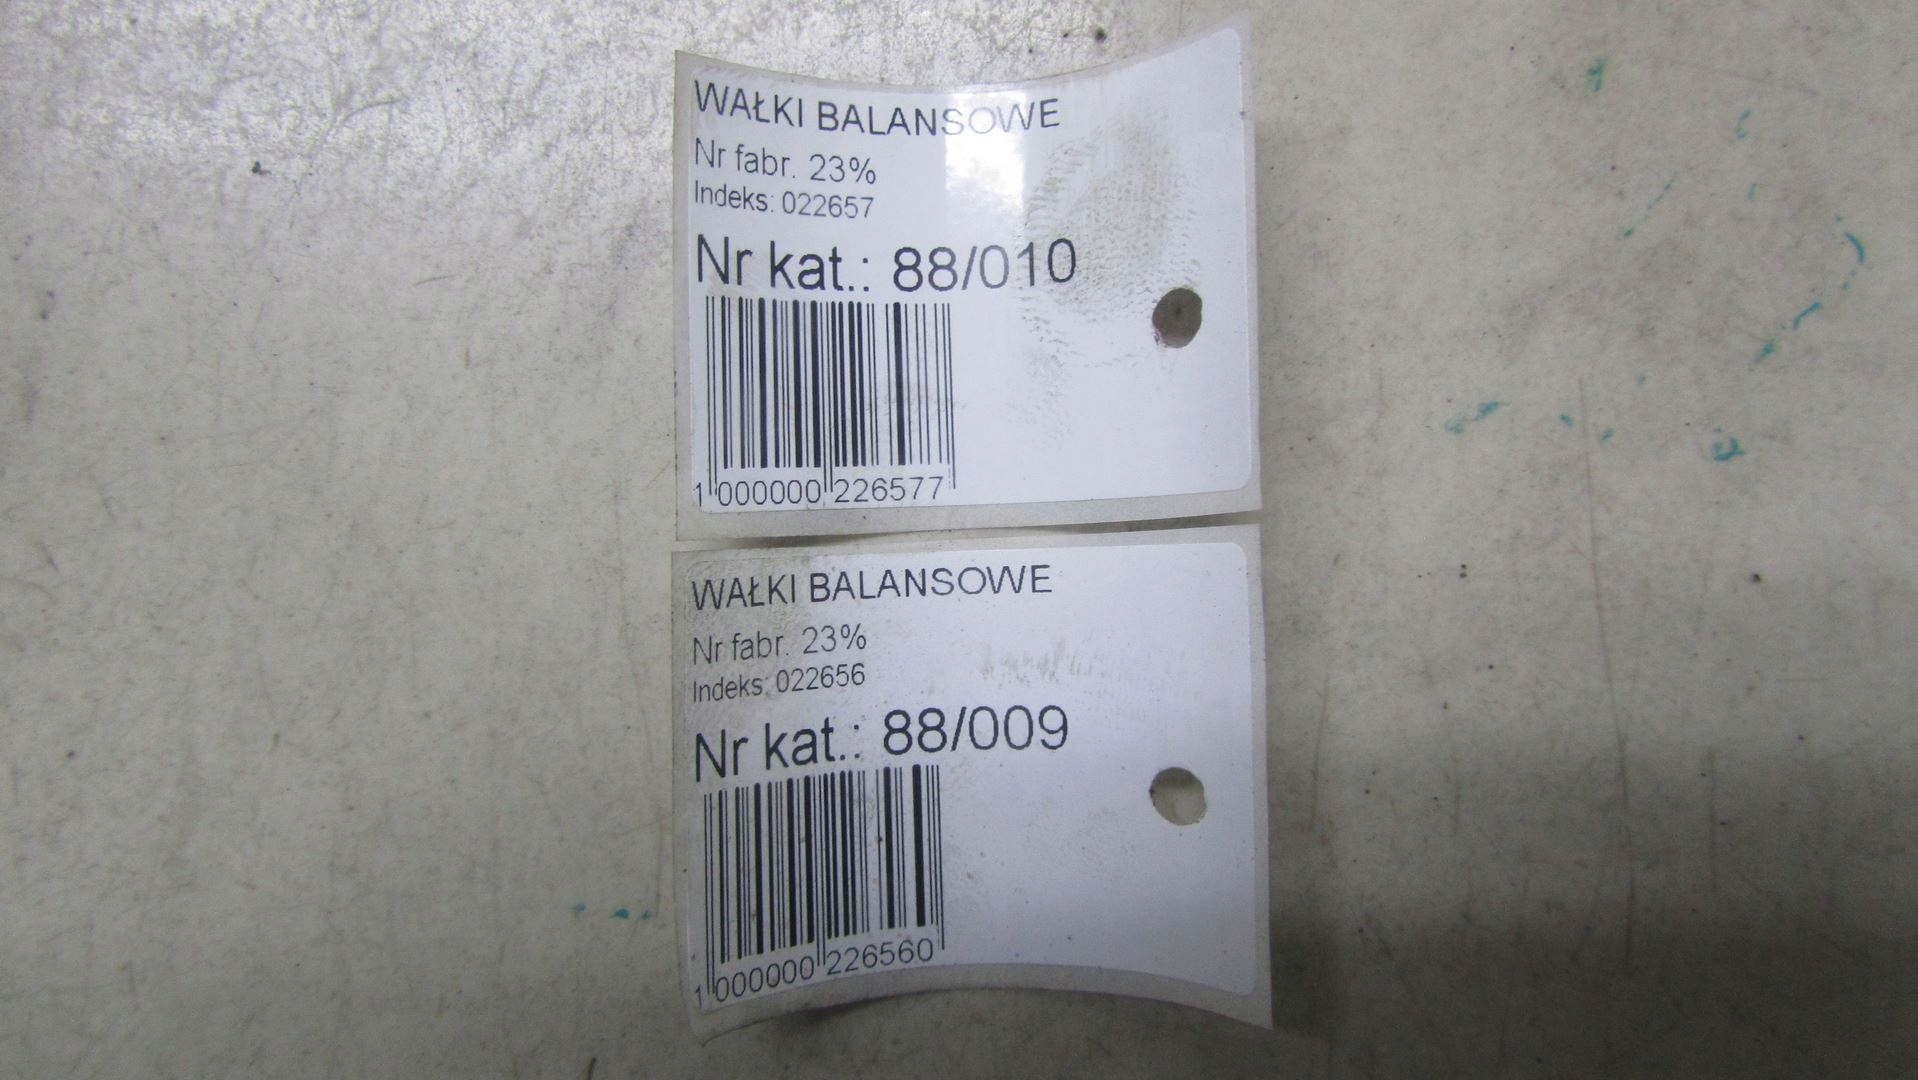 WAŁKI BALANSOWE
Nr fabr. 23%
Indeks: 022657
Nr kat.: 88/010
1 000000 226577
WAŁKI BALANSOWE
Nr fabr. 23%
Indeks: 022656
Nr kat.: 88/009
1 000000 226560